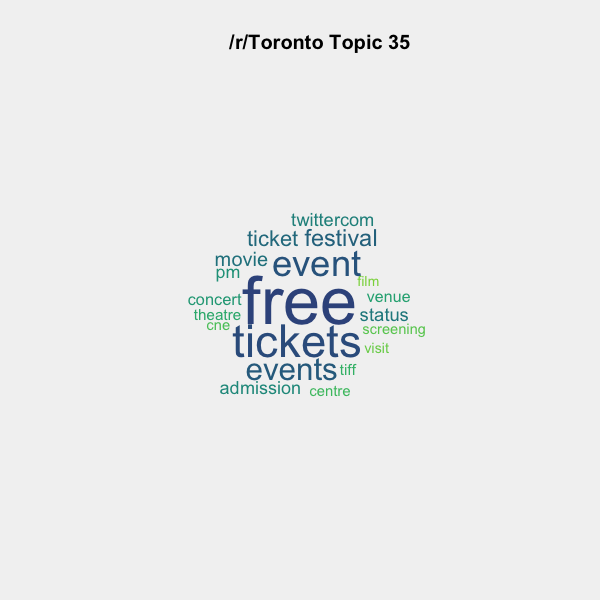 /r/Toronto Topic 35
twittercom
ticket festival
movie event
pm
film
concert free venue
theatre status
cne
screening
tickets
visit
events tiff
admission centre